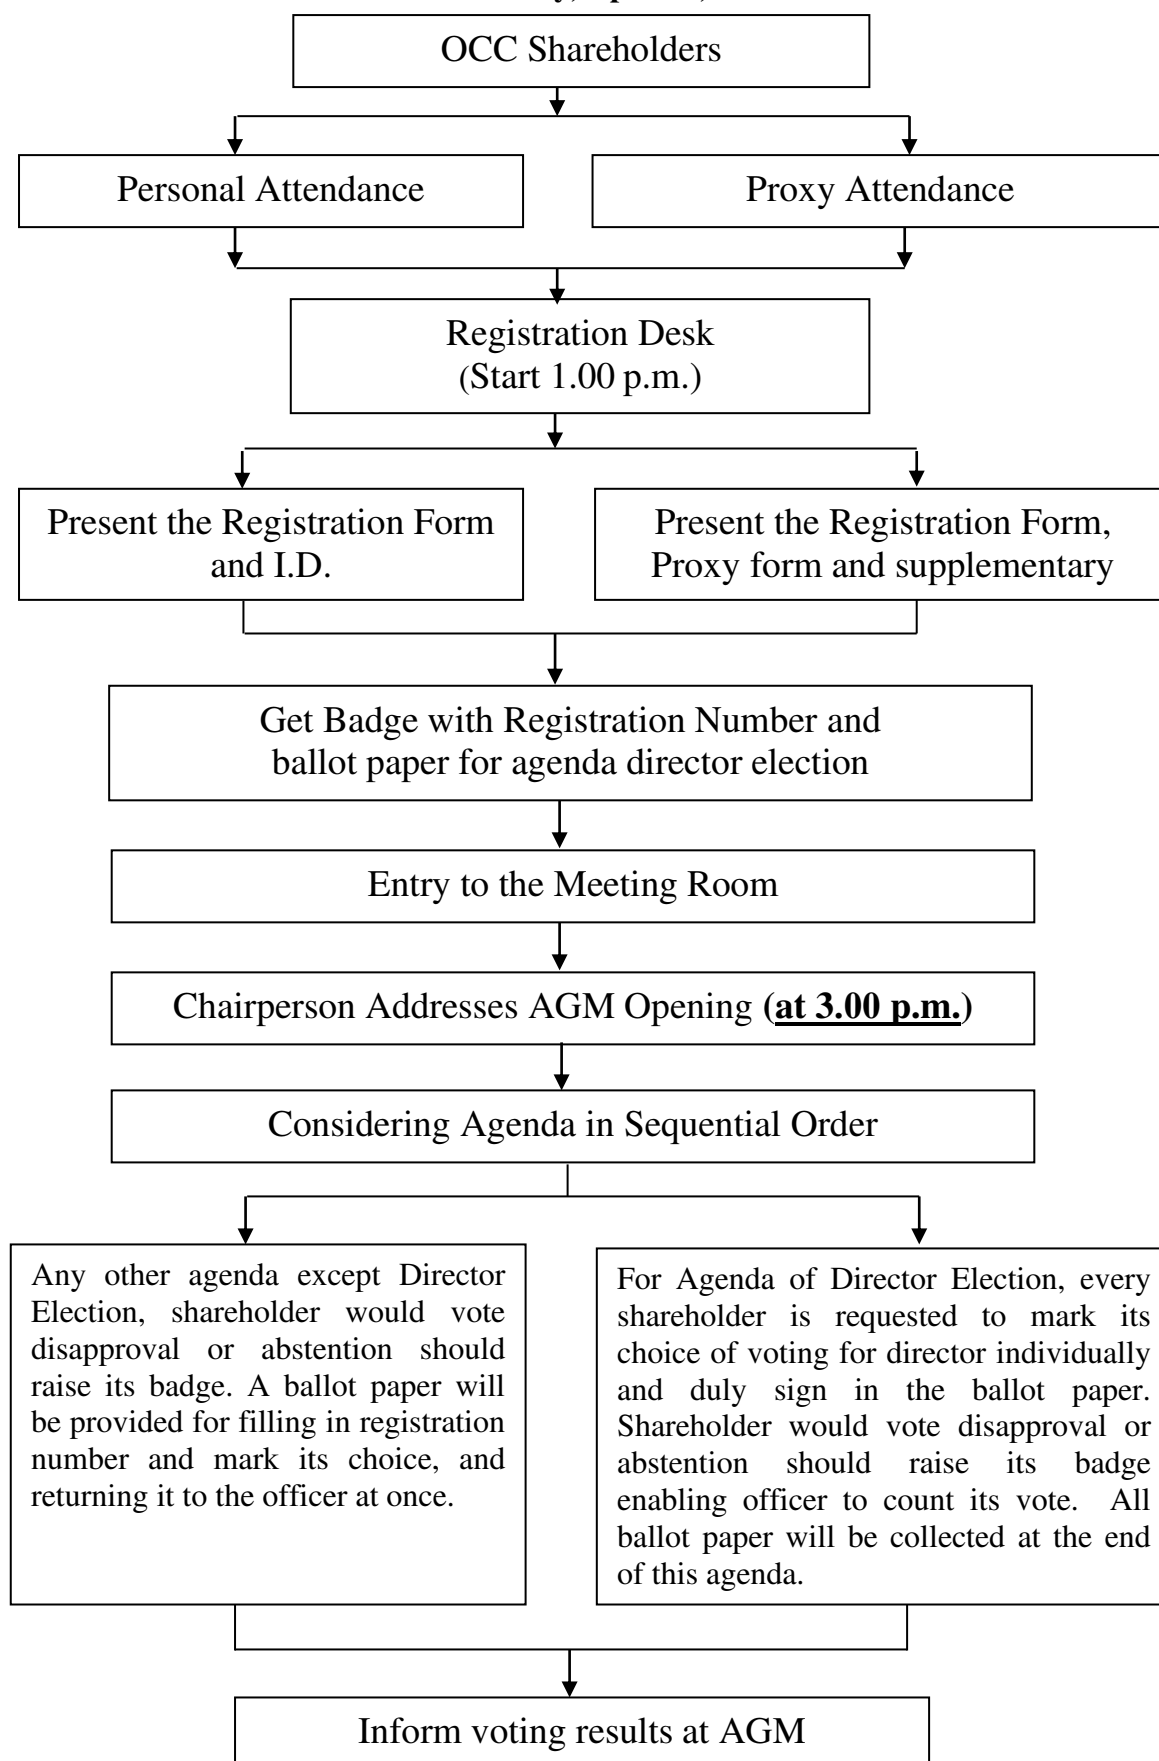 OCC Shareholders
Personal Attendance
Proxy Attendance
Registration Desk
(Start 1.00 p.m.)
Present the Registration Form
and I.D.
Present the Registration Form,
Proxy form and supplementary
Get Badge with Registration Number and
ballot paper for agenda director election
Entry to the Meeting Room
Chairperson Addresses AGM Opening (at 3.00 p.m.)
Considering Agenda in Sequential Order
Any other agenda except Director
Election, shareholder would vote
disapproval or abstention should
raise its badge. A ballot paper will
be provided for filling in registration
number and mark its choice, and
returning it to the officer at once.
For Agenda of Director Election, every
shareholder is requested to mark its
choice of voting for director individually
and duly sign in the ballot paper.
Shareholder would vote disapproval or
abstention should raise its badge
enabling officer to count its vote. All
ballot paper will be collected at the end
of this agenda.
Inform voting results at AGM